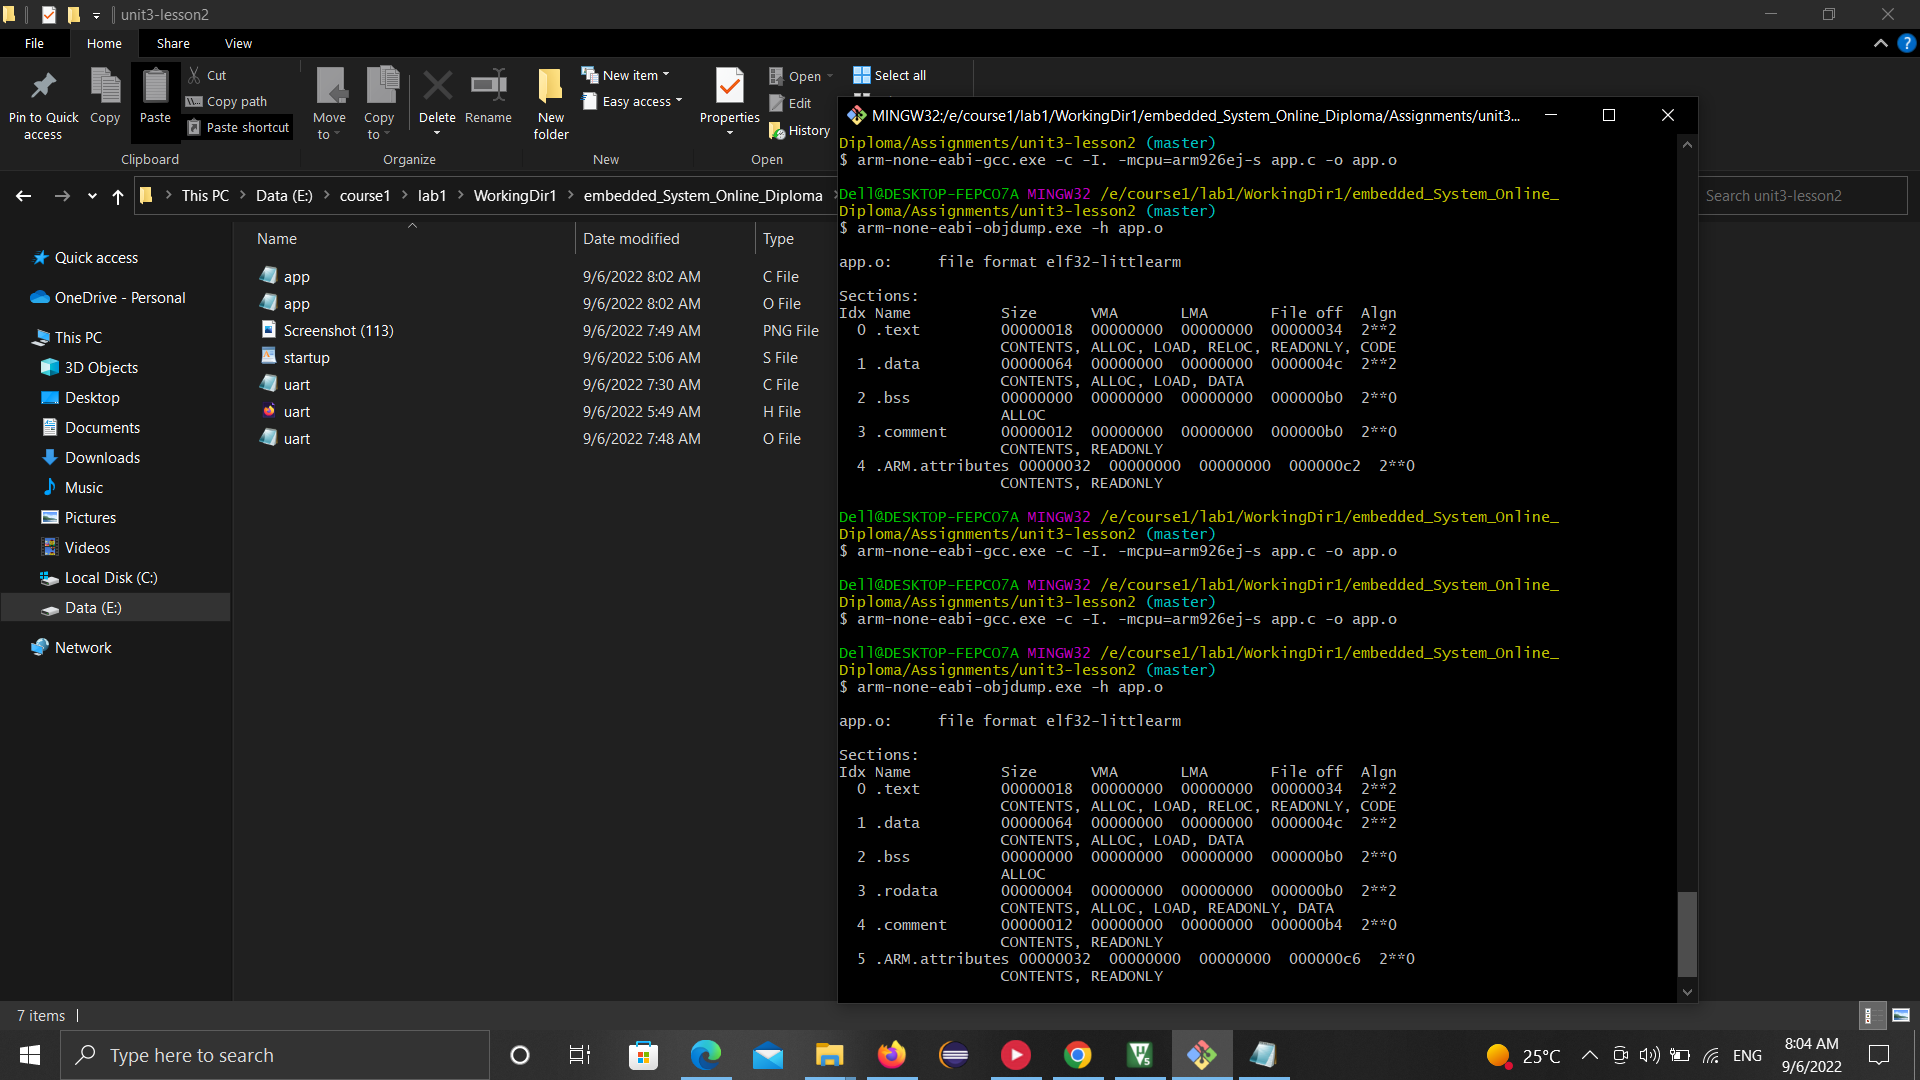 unit3-lesson2
File
Home
Share
View
Pin to Quick access
Copy
Paste
Cut
Copy path
Paste shortcut
Clipboard
Move to
Copy to
Delete
Rename
Organize
New folder
New item
Easy access
New
Properties
Open
Edit
History
Open
Select all
This PC
Data (E:)
course1
lab1
WorkingDir1
embedded_System_Online_Diploma
Search unit3-lesson2
Quick access
OneDrive - Personal
This PC
3D Objects
Desktop
Documents
Downloads
Music
Pictures
Videos
Local Disk (C:)
Data (E:)
Network
Name Date modified Type
app 9/6/2022 8:02 AM C File
app 9/6/2022 8:02 AM O File
Screenshot (113) 9/6/2022 7:49 AM PNG File
startup 9/6/2022 5:06 AM S File
uart 9/6/2022 7:30 AM C File
uart 9/6/2022 5:49 AM H File
uart 9/6/2022 7:48 AM O File
MINGW32:/e/course1/lab1/WorkingDir1/embedded_System_Online_Diploma/Assignments/unit3...
Diploma/Assignments/unit3-lesson2 (master)
$ arm-none-eabi-gcc.exe -c -I. -mcpu=arm926ej-s app.c -o app.o
Dell@DESKTOP-FEPCO7A MINGW32 /e/course1/lab1/WorkingDir1/embedded_System_Online_
Diploma/Assignments/unit3-lesson2 (master)
$ arm-none-eabi-objdump.exe -h app.o
app.o:     file format elf32-littlearm
Sections:
Idx Name          Size      VMA       LMA       File off  Algn
  0 .text         00000018  00000000  00000000  00000034  2**2
                  CONTENTS, ALLOC, LOAD, RELOC, READONLY, CODE
  1 .data         00000064  00000000  00000000  0000004c  2**2
                  CONTENTS, ALLOC, LOAD, DATA
  2 .bss          00000000  00000000  00000000  000000b0  2**0
                  ALLOC
  3 .comment      00000012  00000000  00000000  000000b0  2**0
                  CONTENTS, READONLY
  4 .ARM.attributes 00000032  00000000  00000000  000000c2  2**0
                  CONTENTS, READONLY
Dell@DESKTOP-FEPCO7A MINGW32 /e/course1/lab1/WorkingDir1/embedded_System_Online_
Diploma/Assignments/unit3-lesson2 (master)
$ arm-none-eabi-gcc.exe -c -I. -mcpu=arm926ej-s app.c -o app.o
Dell@DESKTOP-FEPCO7A MINGW32 /e/course1/lab1/WorkingDir1/embedded_System_Online_
Diploma/Assignments/unit3-lesson2 (master)
$ arm-none-eabi-gcc.exe -c -I. -mcpu=arm926ej-s app.c -o app.o
Dell@DESKTOP-FEPCO7A MINGW32 /e/course1/lab1/WorkingDir1/embedded_System_Online_
Diploma/Assignments/unit3-lesson2 (master)
$ arm-none-eabi-objdump.exe -h app.o
app.o:     file format elf32-littlearm
Sections:
Idx Name          Size      VMA       LMA       File off  Algn
  0 .text         00000018  00000000  00000000  00000034  2**2
                  CONTENTS, ALLOC, LOAD, RELOC, READONLY, CODE
  1 .data         00000064  00000000  00000000  0000004c  2**2
                  CONTENTS, ALLOC, LOAD, DATA
  2 .bss          00000000  00000000  00000000  000000b0  2**0
                  ALLOC
  3 .rodata       00000004  00000000  00000000  000000b0  2**2
                  CONTENTS, ALLOC, LOAD, READONLY, DATA
  4 .comment      00000012  00000000  00000000  000000b4  2**0
                  CONTENTS, READONLY
  5 .ARM.attributes 00000032  00000000  00000000  000000c6  2**0
                  CONTENTS, READONLY
7 items
Type here to search
25°C
ENG
8:04 AM
9/6/2022